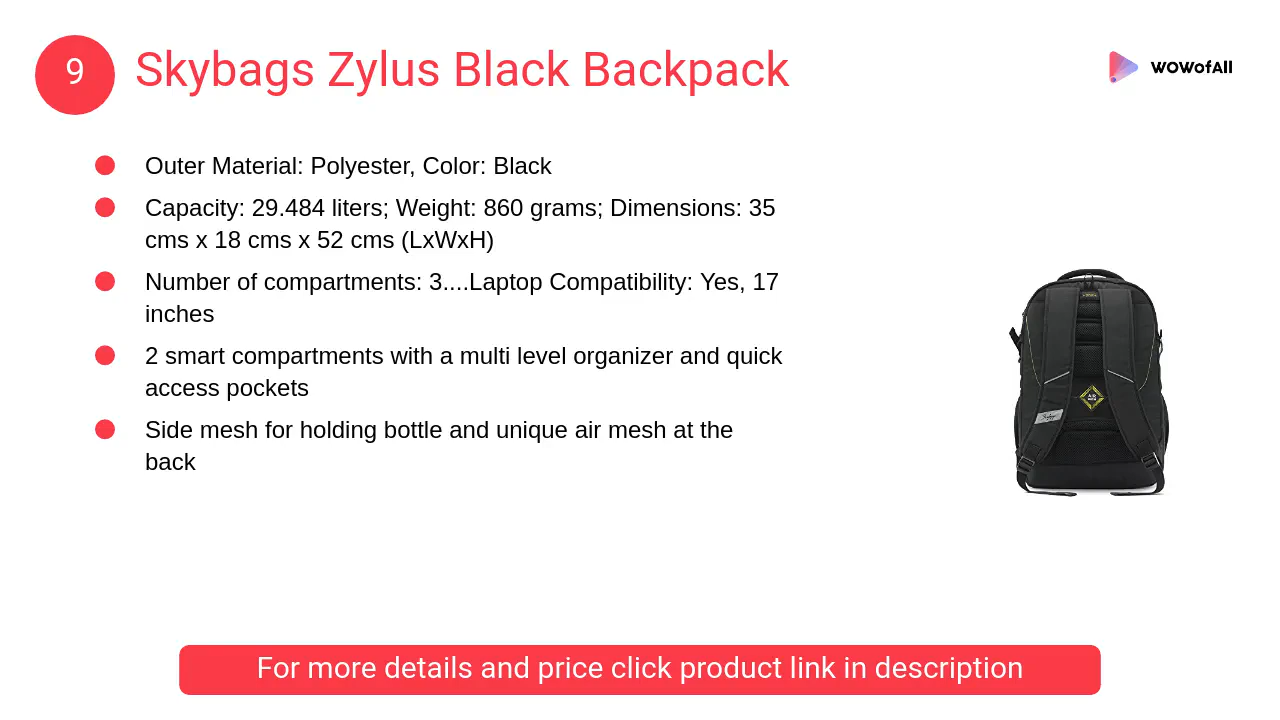 9
Skybags Zylus Black Backpack
WOWofAll
Outer Material: Polyester, Color: Black
Capacity: 29.484 liters; Weight: 860 grams; Dimensions: 35
cms x 18 cms x 52 cms (LxWxH)
Number of compartments: 3....Laptop Compatibility: Yes, 17
inches
2 smart compartments with a multi level organizer and quick
access pockets
Side mesh for holding bottle and unique air mesh at the
back
AIR
For more details and price click product link in description